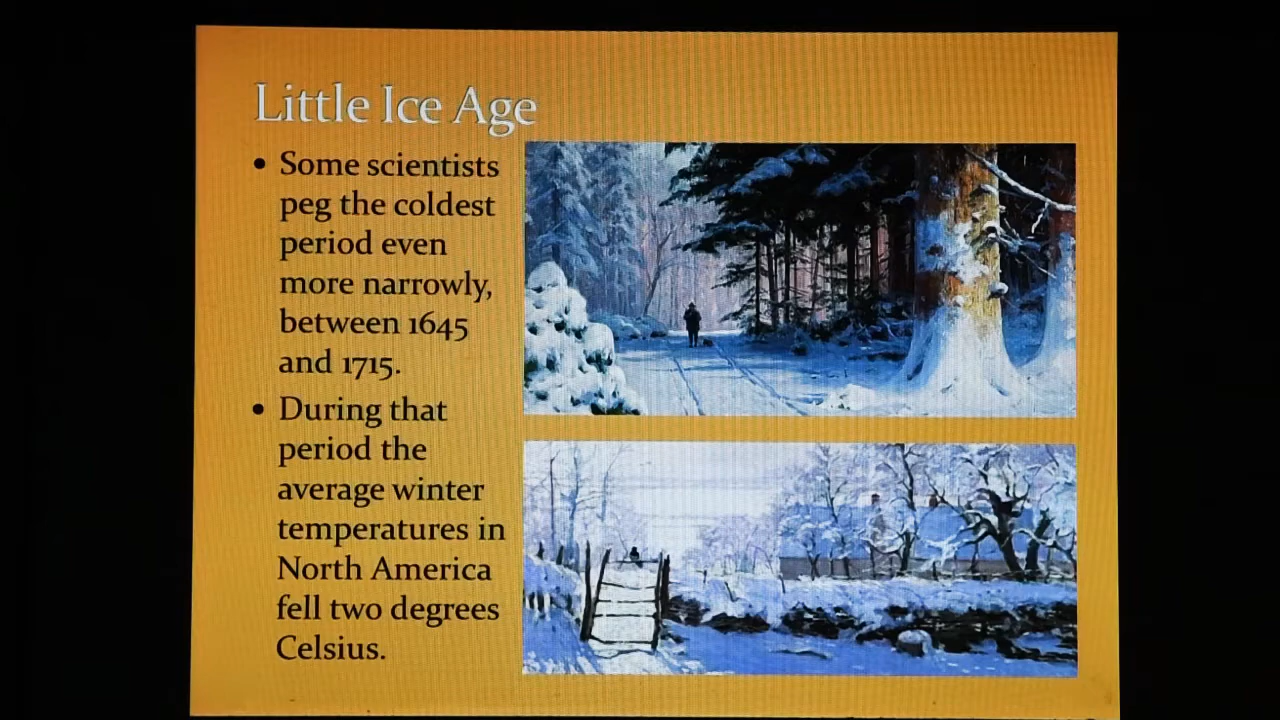 Little Ice Age
• Some scientists
peg the coldest
period even
more narrowly,
between 1645
and 1715.
• During that
period the
average winter
temperatures in
North America
fell two degrees
Celsius.